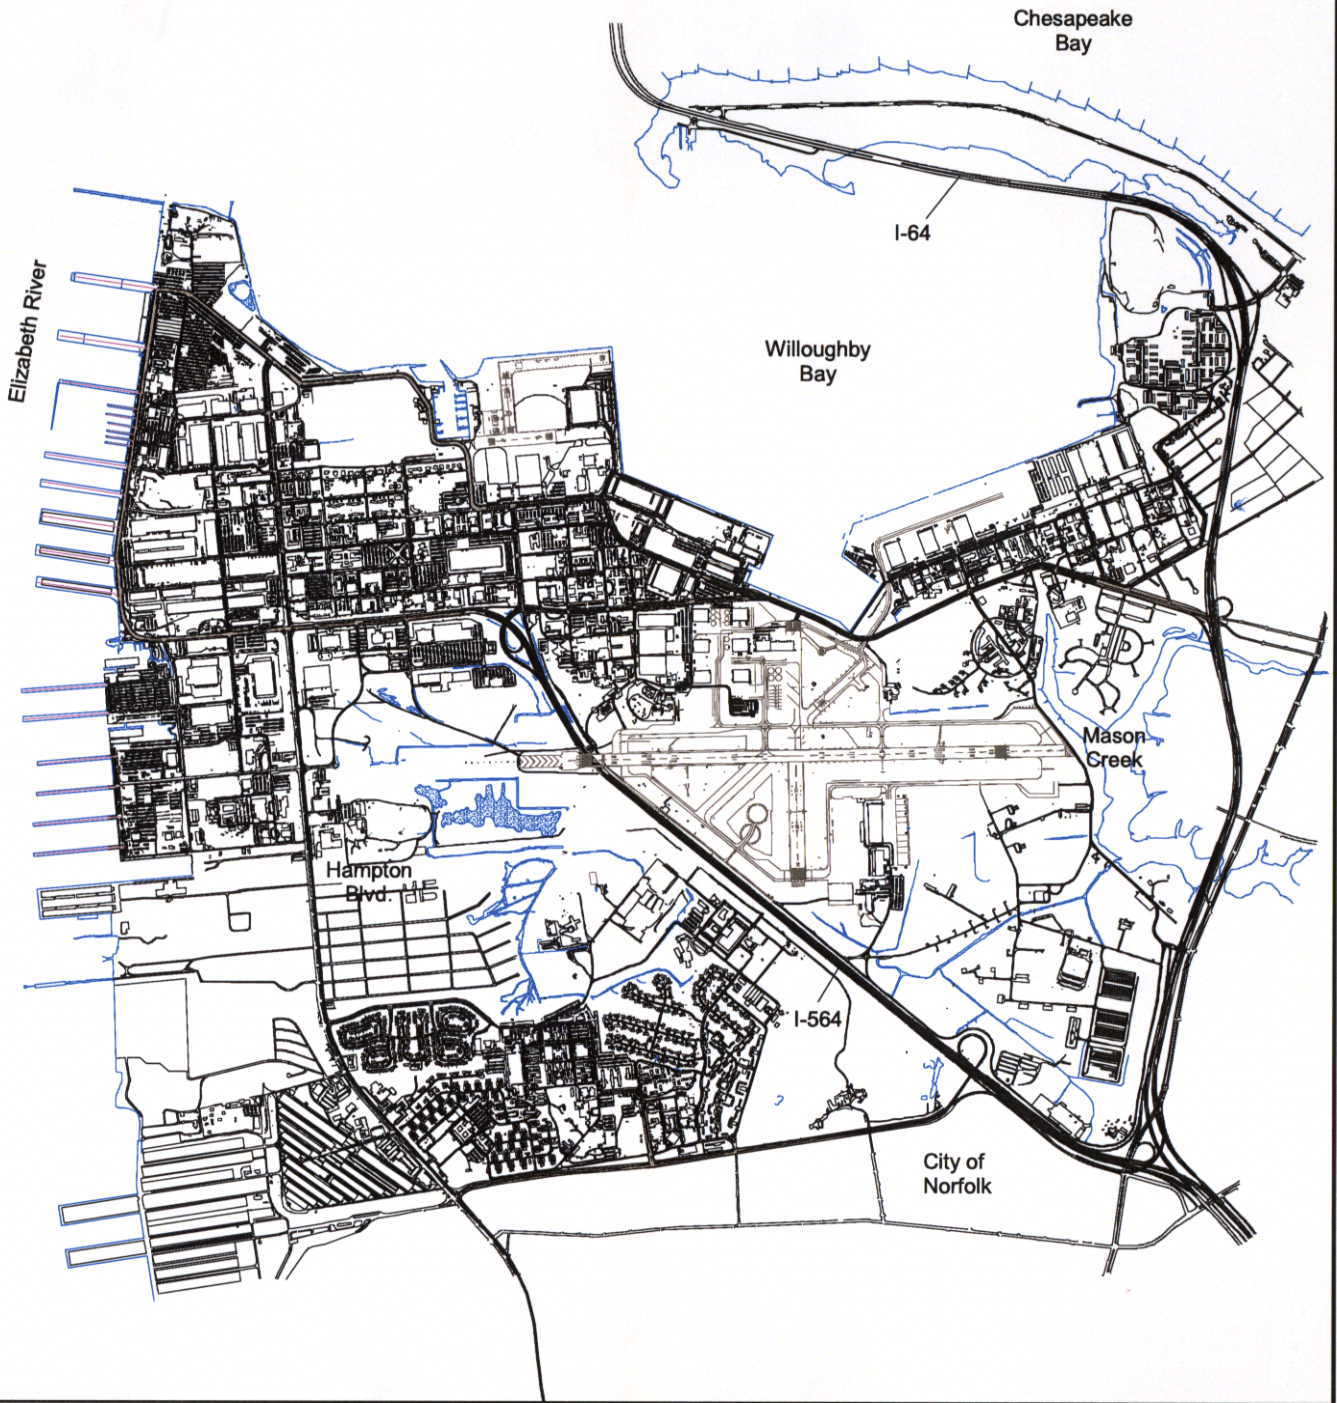 Chesapeake
Bay
I-64
Elizabeth River
Willoughby
Bay
Mason
Creek
Hampton
Blvd.
I-564
City of
Norfolk